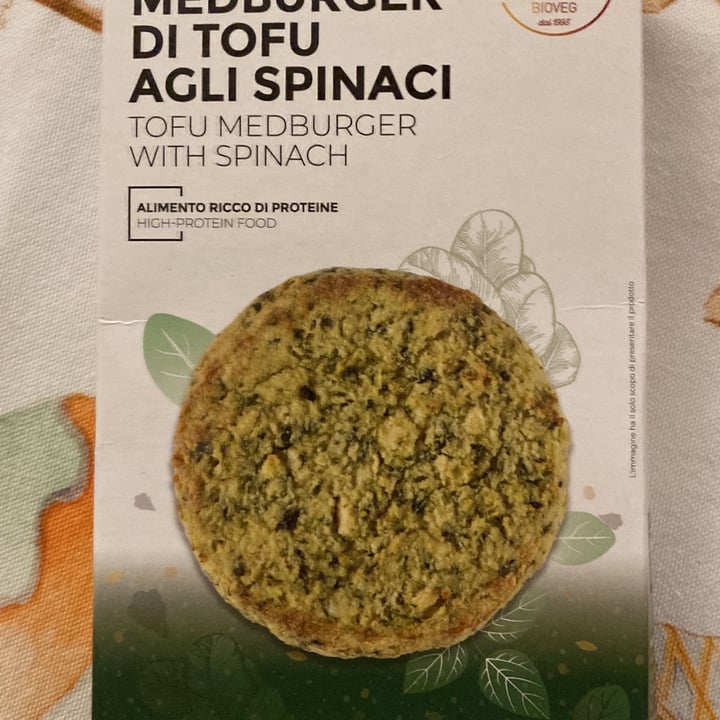 MEDBURGER
DI TOFU
AGLI SPINACI
TOFU MEDBURGER
WITH SPINACH
BIOVEG
dal 1993
ALIMENTO RICCO DI PROTEINE
HIGH-PROTEIN FOOD
L'immagine ha il solo scopo di presentare il prodotto